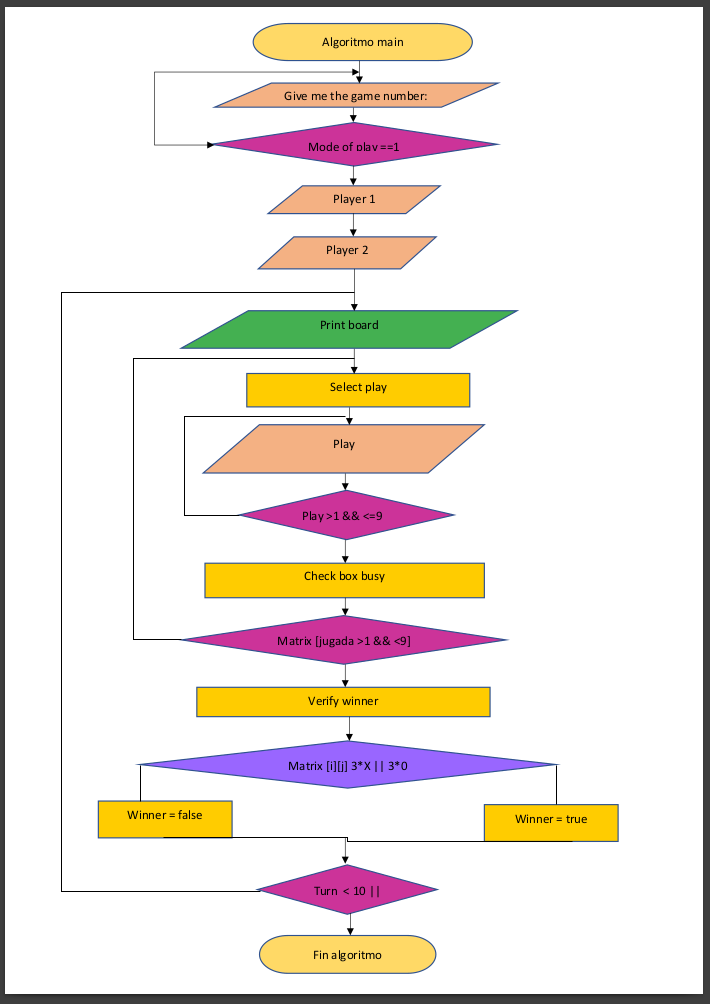 Algoritmo main
Give me the game number:
Mode of play ==1
Player 1
Player 2
Print board
Select play
Play
Play >1 && <=9
Check box busy
Matrix [jugada >1 && <9]
Verify winner
Matrix [i][j] 3*X || 3*0
Winner = false
Winner = true
Turn < 10 ||
Fin algoritmo